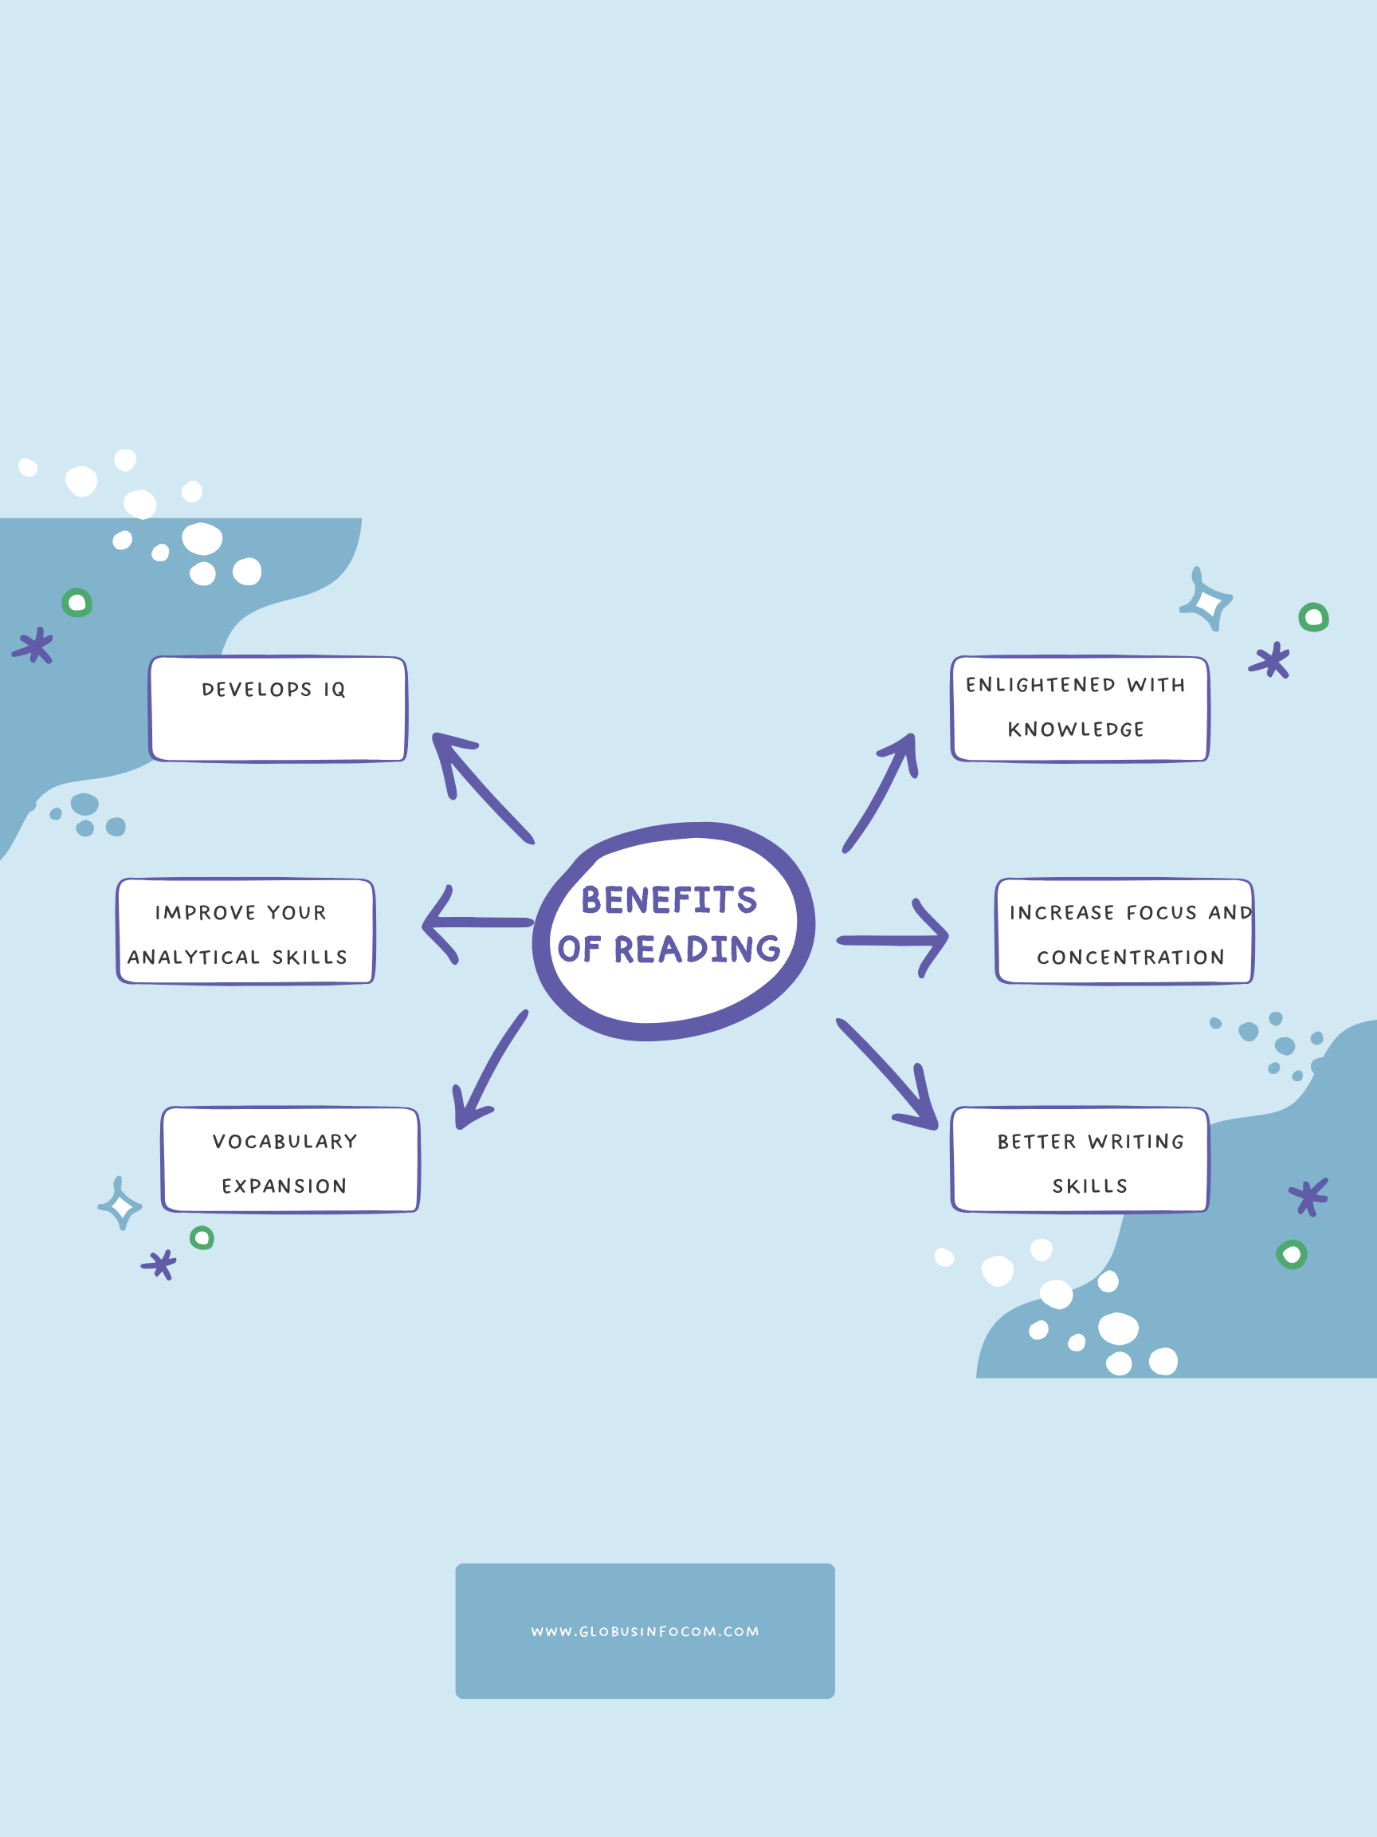 DEVELOPS IQ
ENLIGHTENED WITH
KNOWLEDGE
BENEFITS
OF READING
IMPROVE YOUR
ANALYTICAL SKILLS
INCREASE FOCUS AND
CONCENTRATION
VOCABULARY
EXPANSION
BETTER WRITING
SKILLS
WWW.GLOBUSINFOCOM.COM